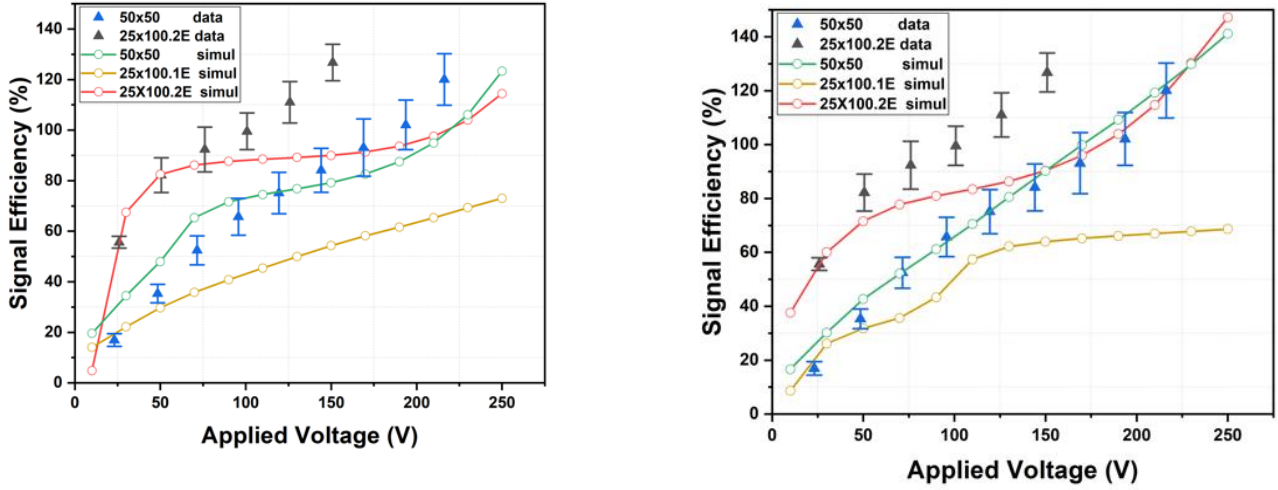 50x50 data
25x100.2E data
50x50 simul
25x100.1E simul
25X100.2E simul
Signal Efficiency (%)
140
120
100
80
60
40
20
0
0 50 100 150 200 250
Applied Voltage (V)
50x50 data
25x100.2E data
50x50 simul
25x100.1E simul
25X100.2E simul
Signal Efficiency (%)
140
120
100
80
60
40
20
0
0 50 100 150 200 250
Applied Voltage (V)